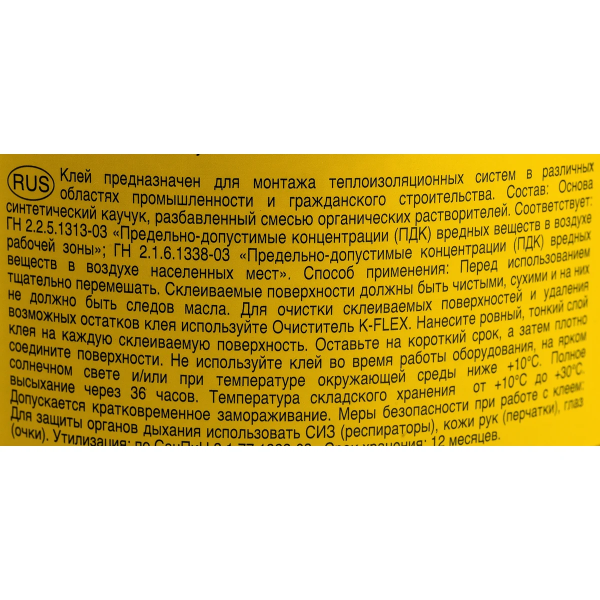 RUS Клей предназначен для монтажа теплоизоляционных систем в различных
областях промышленности и гражданского строительства. Состав: Основа
синтетический каучук, разбавленный смесью органических растворителей. Соответствует:
ГН 2.2.5.1313-03 «Предельно-допустимые концентрации (ПДК) вредных веществ в воздухе
рабочей зоны»; ГН 2.1.6.1338-03 «Предельно-допустимые концентрации (ПДК) вредных
веществ в воздухе населенных мест». Способ применения: Перед использованием
тщательно перемешать. Склеиваемые поверхности должны быть чистыми, сухими и на них
не должно быть следов масла. Для очистки склеиваемых поверхностей и удаления
возможных остатков клея используйте Очиститель K-FLEX. Нанесите ровный, тонкий слой
клея на каждую склеиваемую поверхность. Оставьте на короткий срок, а затем плотно
соедините поверхности. Не используйте клей во время работы оборудования, на ярком
солнечном свете и/или при температуре окружающей среды ниже +10°C. Полное
высыхание через 36 часов. Температура складского хранения от +10°C до +30°C.
Допускается кратковременное замораживание. Меры безопасности при работе с клеем:
Для защиты органов дыхания использовать СИЗ (респираторы), кожи рук (перчатки), глаз
(очки). Утилизация: по хранения: 12 месяцев.